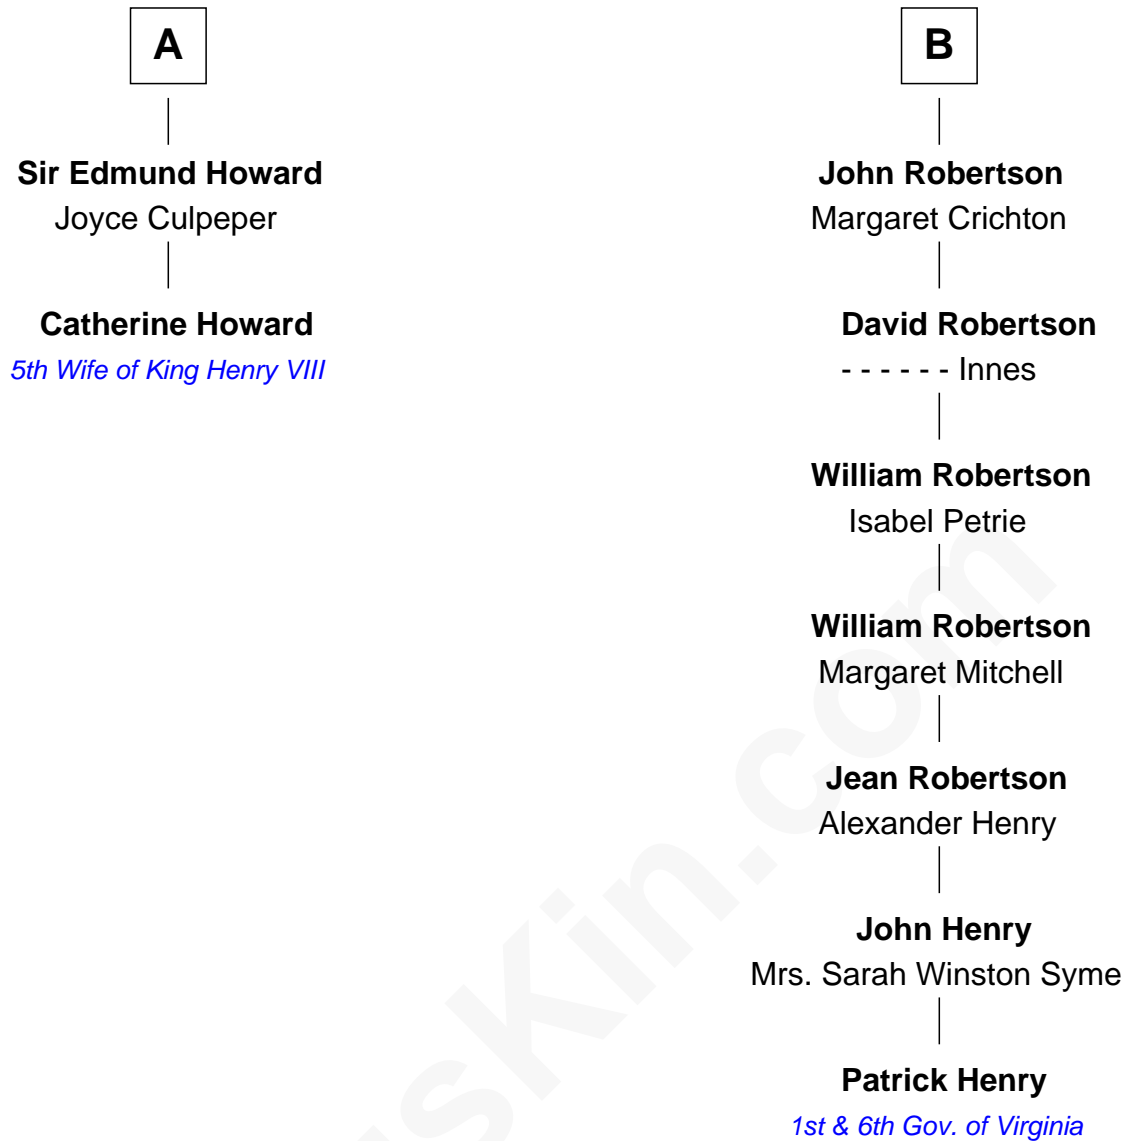 A
Sir Edmund Howard
Joyce Culpeper
Catherine Howard
5th Wife of King Henry VIII
B
John Robertson
Margaret Crichton
David Robertson
- - - - - - Innes
William Robertson
Isabel Petrie
William Robertson
Margaret Mitchell
Jean Robertson
Alexander Henry
John Henry
Mrs. Sarah Winston Syme
Patrick Henry
1st & 6th Gov. of Virginia
sKin.com